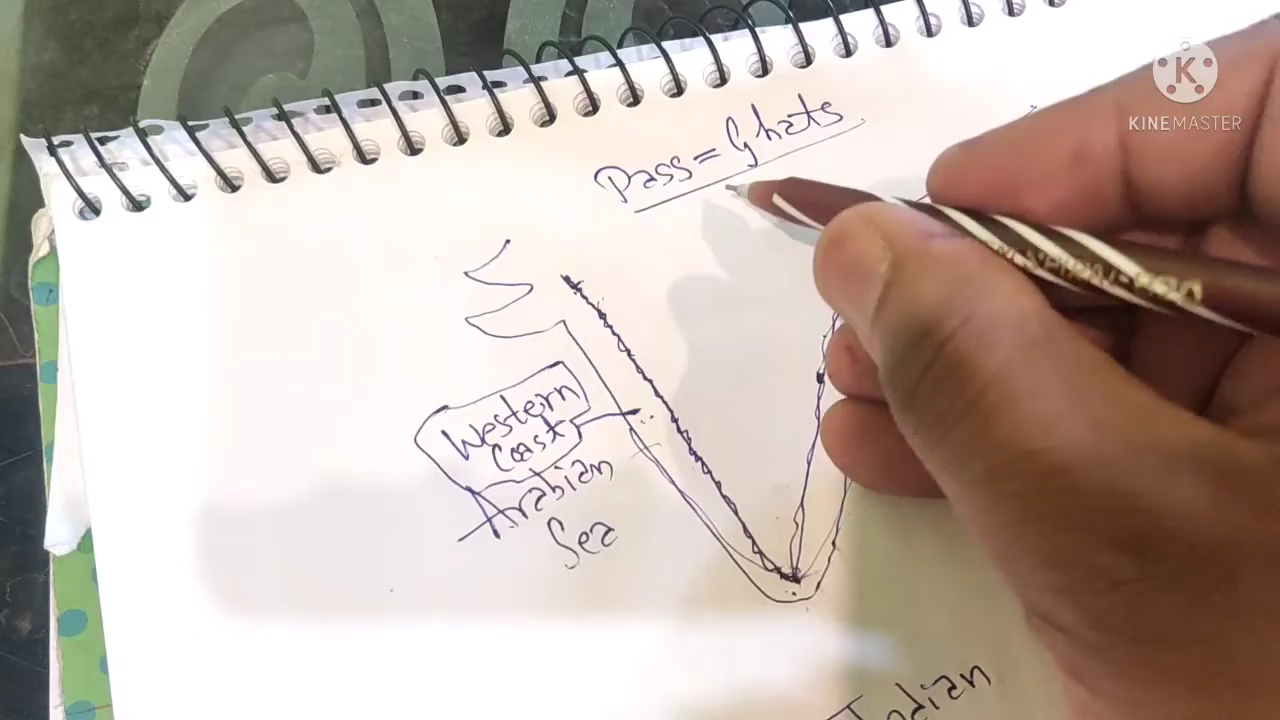 KINEMASTER
Pass = Ghats
Western
Coast
Arabian
Sea
Indian